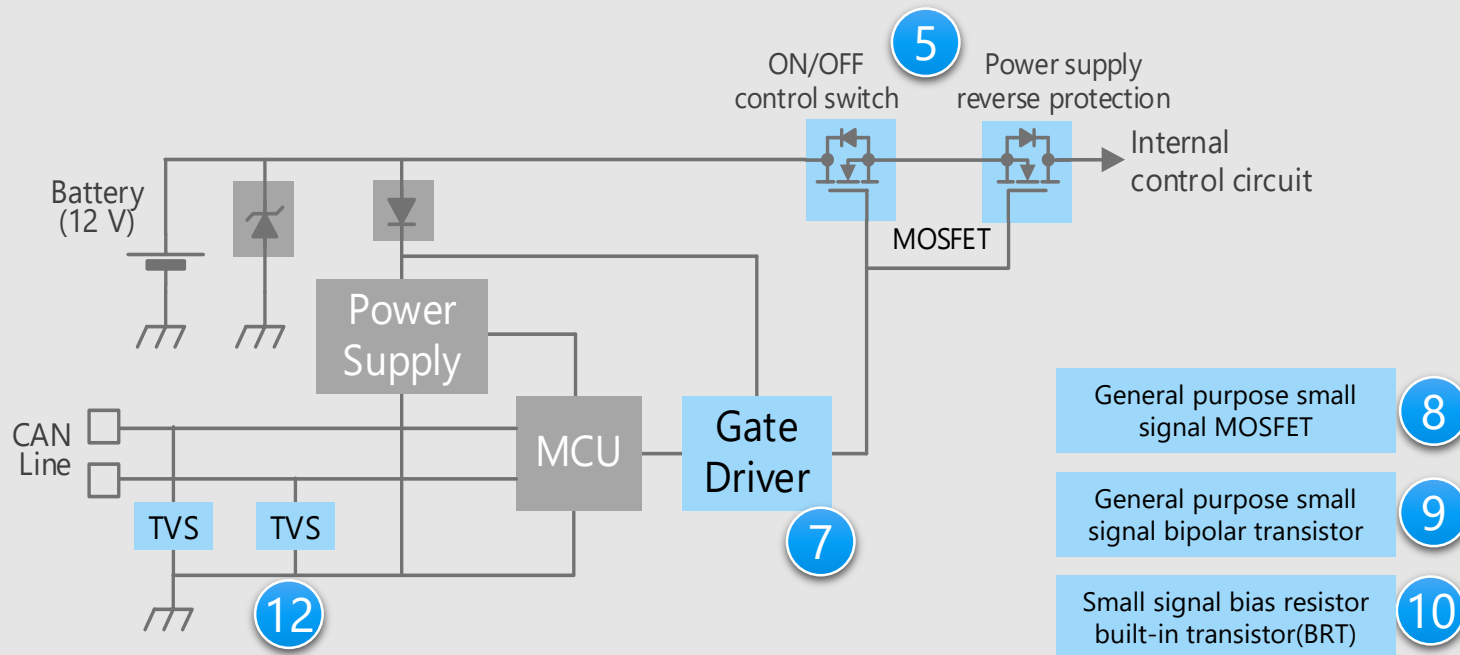 5
ON/OFF
control switch
Power supply
reverse protection
Internal
control circuit
Battery
(12 V)
MOSFET
Power
Supply
CAN
Line
MCU
Gate
Driver
7
TVS
TVS
12
General purpose small
signal MOSFET
8
General purpose small
signal bipolar transistor
9
Small signal bias resistor
built-in transistor(BRT)
10